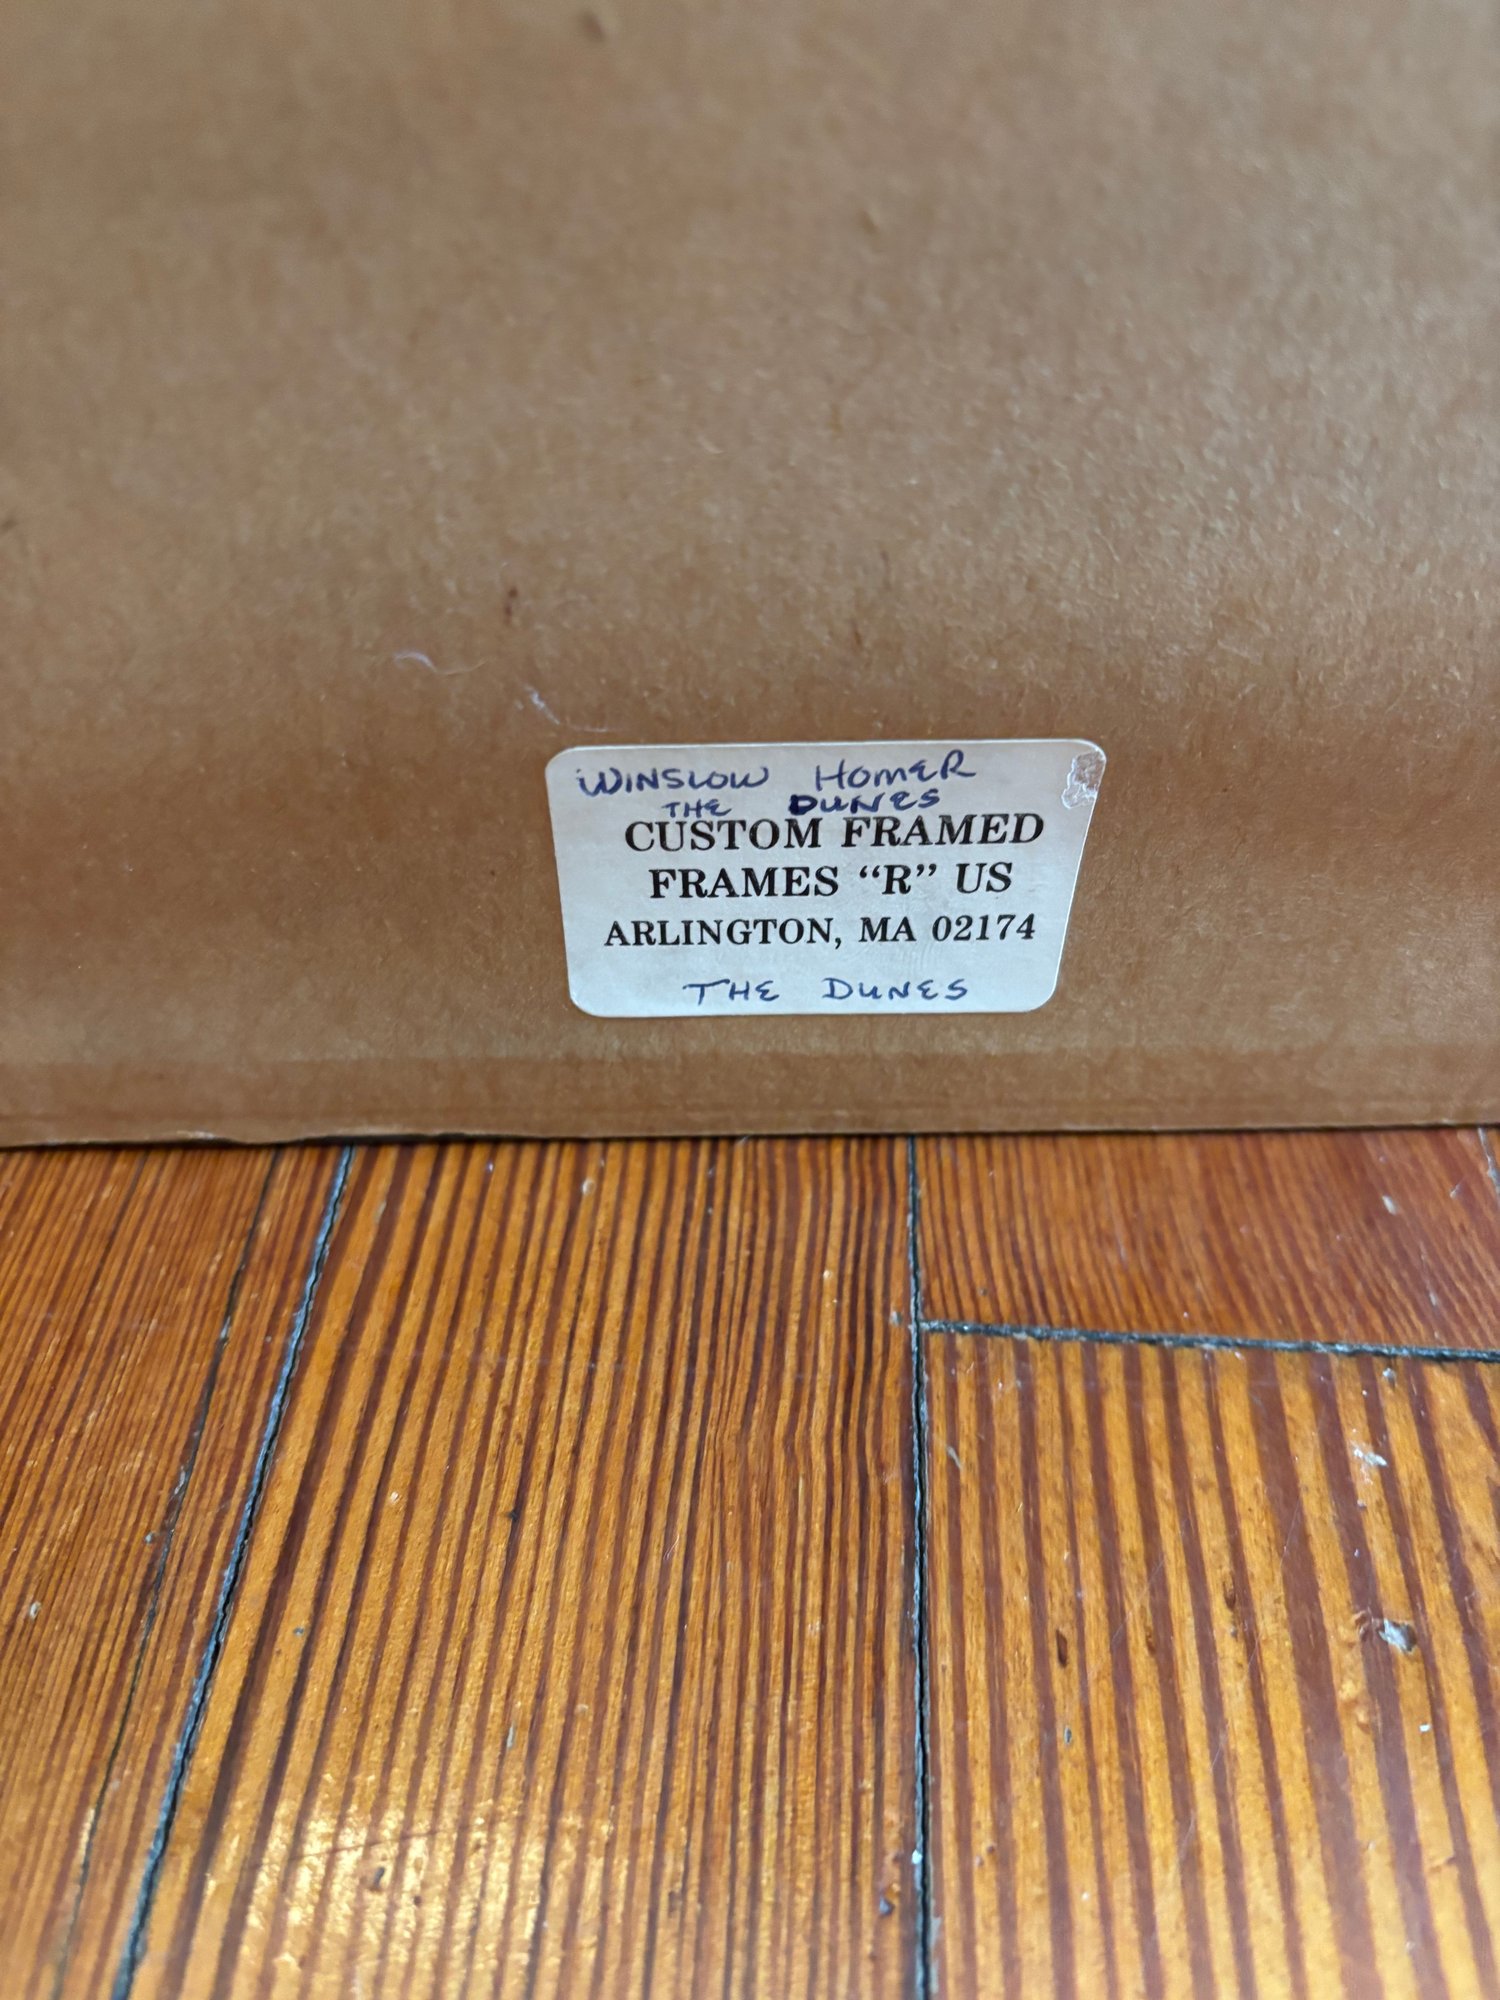 WINSLOW HOMER
THE DUNES
CUSTOM FRAMED
FRAMES “R” US
ARLINGTON, MA 02174
THE DUNES